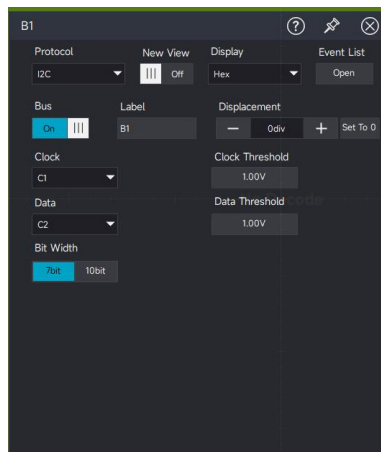 B1
Protocol New View Display Event List
I2C Off Hex Open
Bus Label Displacement
On B1 0div Set To 0
Clock Clock Threshold
C1 1.00V
Data Data Threshold
C2 1.00V
Bit Width
7bit 10bit